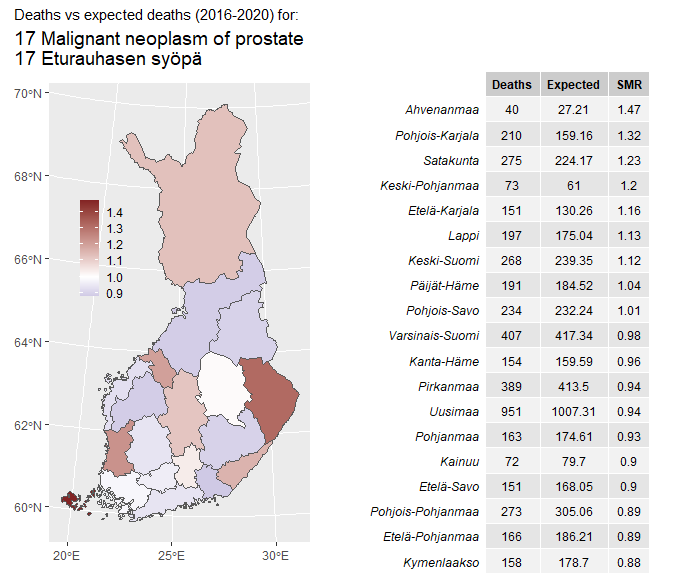 Deaths vs expected deaths (2016-2020) for:
17 Malignant neoplasm of prostate
17 Eturauhasen syöpä
70°N
68°N
66°N
64°N
62°N
60°N
20°E 25°E 30°E
1.4
1.3
1.2
1.1
1.0
0.9
Deaths Expected SMR
Ahvenanmaa 40 27.21 1.47
Pohjois-Karjala 210 159.16 1.32
Satakunta 275 224.17 1.23
Keski-Pohjanmaa 73 61 1.2
Etelä-Karjala 151 130.26 1.16
Lappi 197 175.04 1.13
Keski-Suomi 268 239.35 1.12
Päijät-Häme 191 184.52 1.04
Pohjois-Savo 234 232.24 1.01
Varsinais-Suomi 407 417.34 0.98
Kanta-Häme 154 159.59 0.96
Pirkanmaa 389 413.5 0.94
Uusimaa 951 1007.31 0.94
Pohjanmaa 163 174.61 0.93
Kainuu 72 79.7 0.9
Etelä-Savo 151 168.05 0.9
Pohjois-Pohjanmaa 273 305.06 0.89
Etelä-Pohjanmaa 166 186.21 0.89
Kymenlaakso 158 178.7 0.88